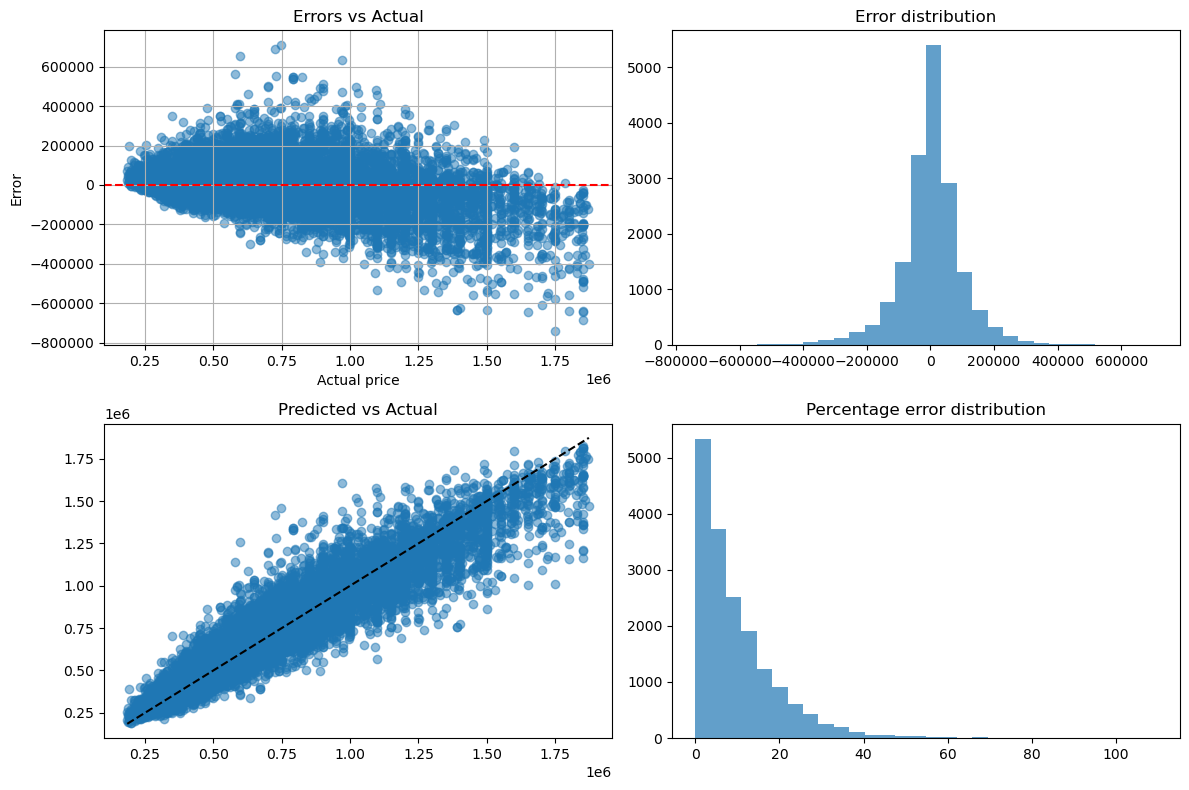 Errors vs Actual
600000
400000
200000
0
−200000
−400000
−600000
−800000
Error
0.25 0.50 0.75 1.00 1.25 1.50 1.75
1e6
Actual price
Error distribution
5000
4000
3000
2000
1000
0
−800000 −600000 −400000 −200000 0 200000 400000 600000
Predicted vs Actual
1e6
1.75
1.50
1.25
1.00
0.75
0.50
0.25
0.25 0.50 0.75 1.00 1.25 1.50 1.75
1e6
Percentage error distribution
5000
4000
3000
2000
1000
0
0 20 40 60 80 100